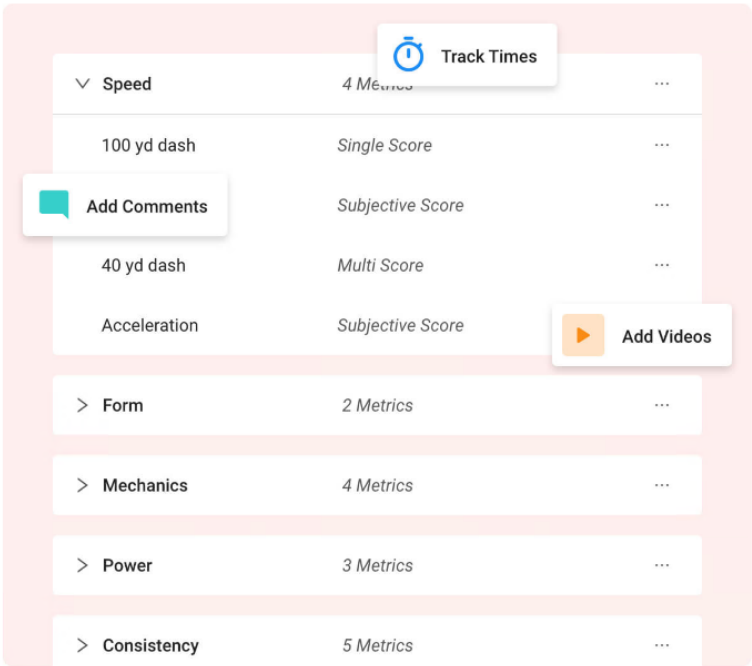 Track Times
Speed 4 Metrics ...
100 yd dash Single Score ...
Add Comments Subjective Score ...
40 yd dash Multi Score ...
Acceleration Subjective Score
Add Videos
Form 2 Metrics ...
Mechanics 4 Metrics ...
Power 3 Metrics ...
Consistency 5 Metrics ...